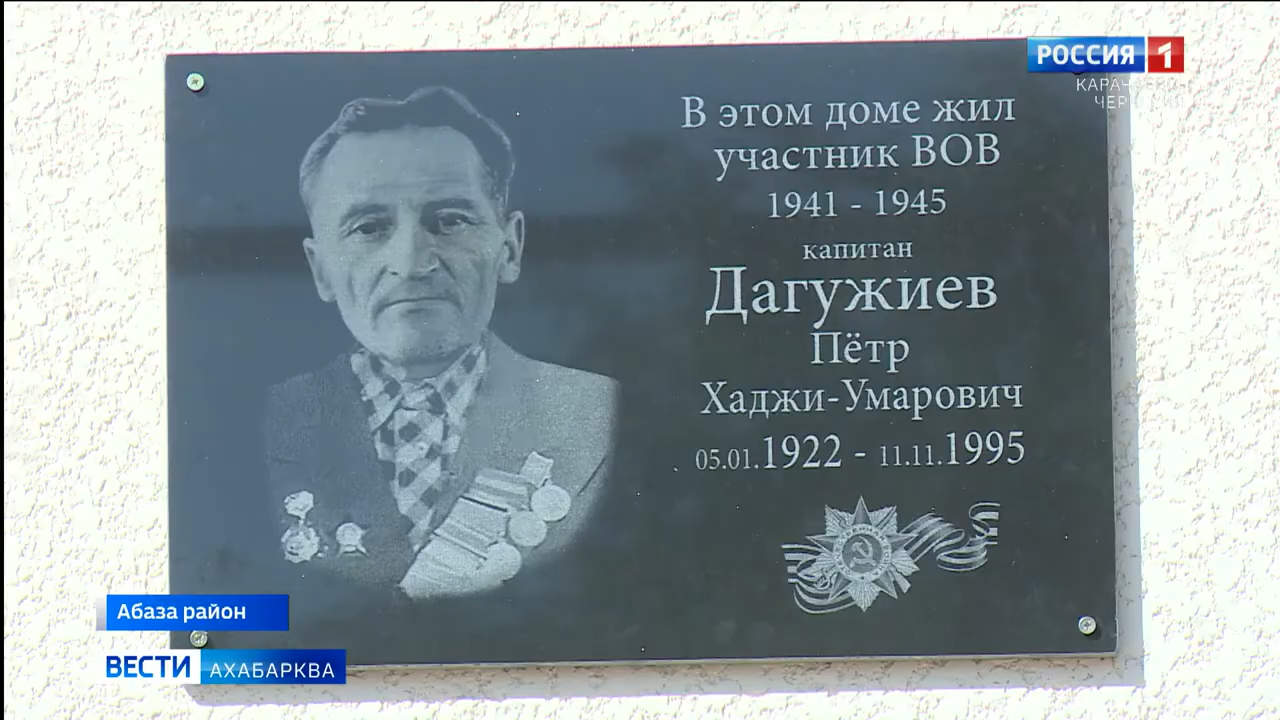 РОССИЯ 1
В этом доме жил
участник ВОВ
1941 - 1945
капитан
Дагужиев
Пётр
Хаджи-Умарович
05.01.1922 - 11.11.1995
Абаза район
ВЕСТИ АХАБАРКВА